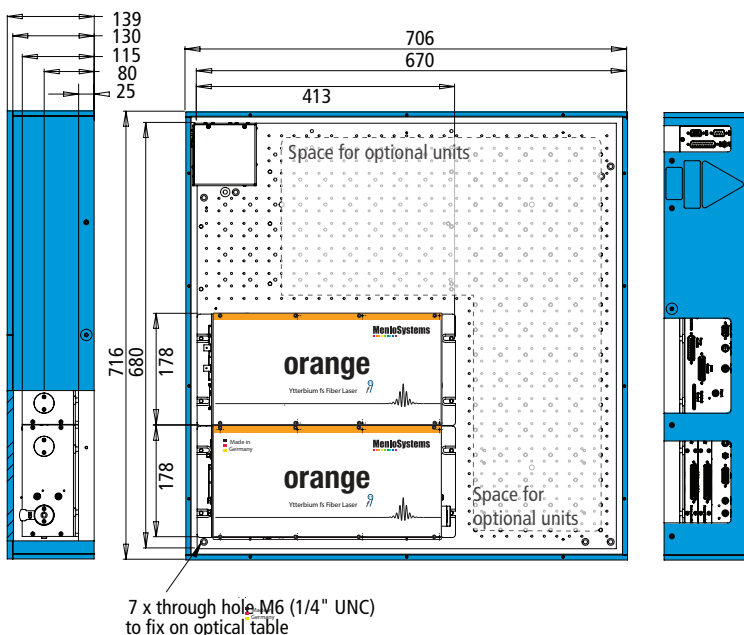 139
130
115
80
25
706
670
413
Space for optional units
716
680
178
178
MenloSystems
orange
Ytterbium fs Fiber Laser
Made in
Germany
MenloSystems
orange
Ytterbium fs Fiber Laser
Space for
optional units
7 x through hole M6 (1/4" UNC)
to fix on optical table
Germany